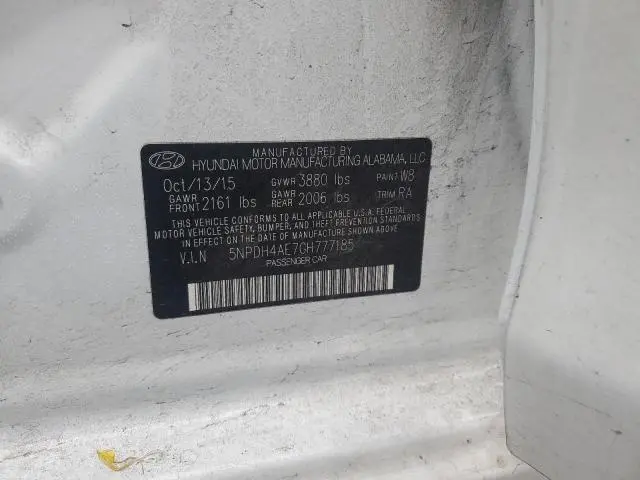 MANUFACTURED BY
HYUNDAI MOTOR MANUFACTURING ALABAMA, LLC
Oct/13/15 GVWR 3880 lbs PAINT W8
GAWR FRONT 2161 lbs GAWR REAR 2006 lbs TRIM RA
THIS VEHICLE CONFORMS TO ALL APPLICABLE U.S.A. FEDERAL
MOTOR VEHICLE SAFETY, BUMPER, AND THEFT PREVENTION
STANDARDS IN EFFECT ON THE DATE OF MANUFACTURE SHOWN ABOVE.
V.I.N 5NPDH4AE7GH777185
PASSENGER CAR